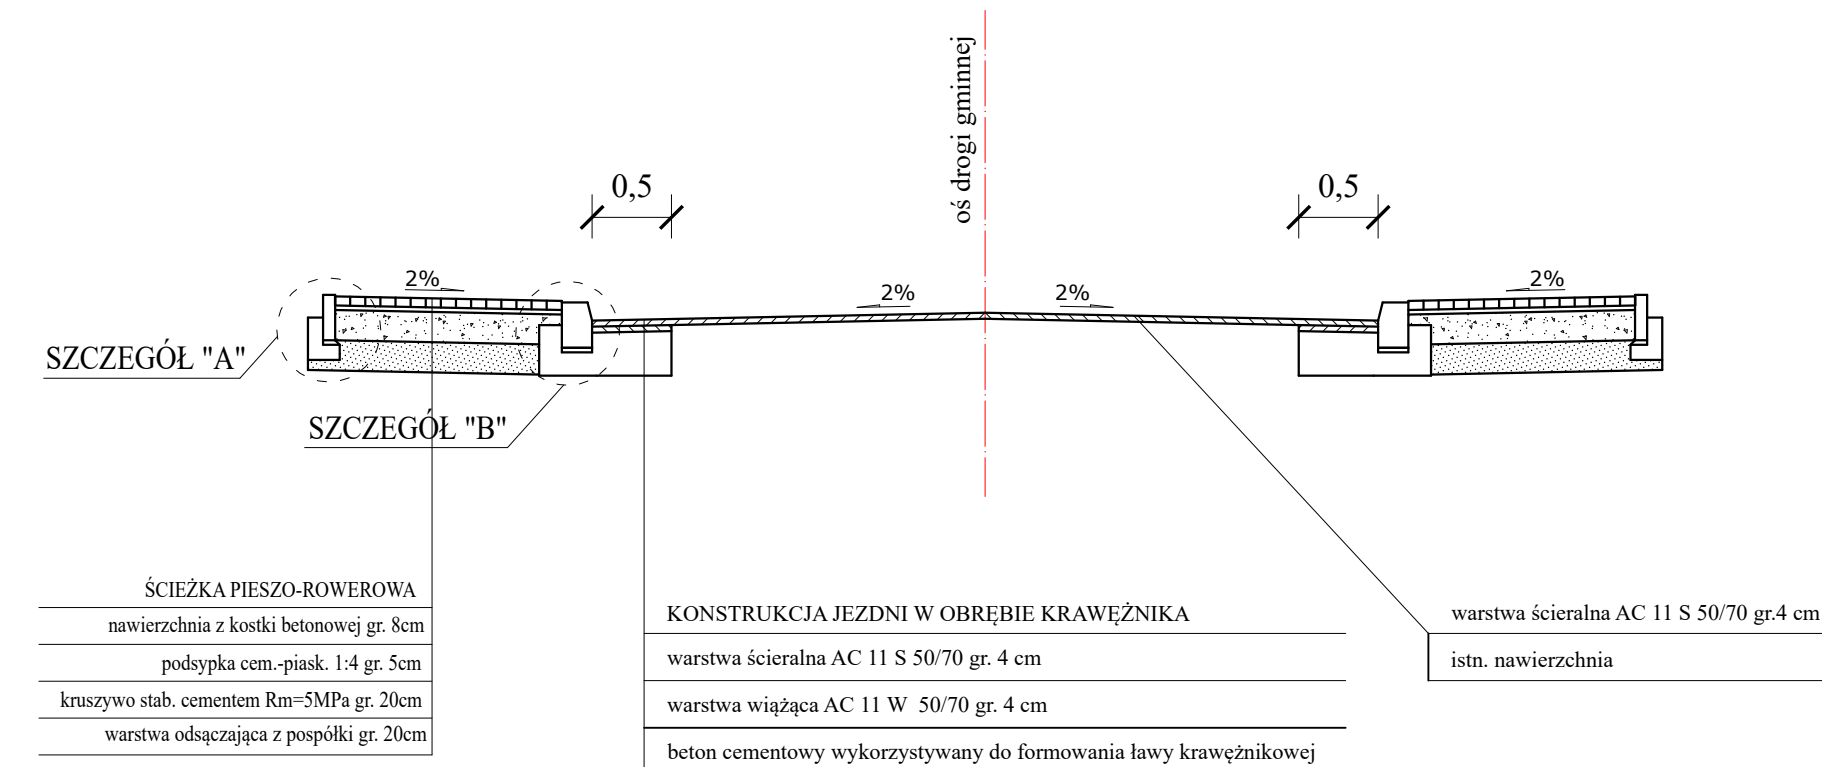 oś drogi gminnej
0,5
0,5
2%
2%
2%
2%
SZCZEGÓŁ "A"
SZCZEGÓŁ "B"
ŚCIEŻKA PIESZO-ROWEROWA
nawierzchnia z kostki betonowej gr. 8cm
podsypka cem.-piask. 1:4 gr. 5cm
kruszywo stab. cementem Rm=5MPa gr. 20cm
warstwa odsączająca z pospółki gr. 20cm
KONSTRUKCJA JEZDNI W OBRĘBIE KRAWĘŻNIKA
warstwa ścieralna AC 11 S 50/70 gr. 4 cm
warstwa wiążąca AC 11 W 50/70 gr. 4 cm
beton cementowy wykorzystywany do formowania ławy krawężnikowej
warstwa ścieralna AC 11 S 50/70 gr.4 cm
istn. nawierzchnia